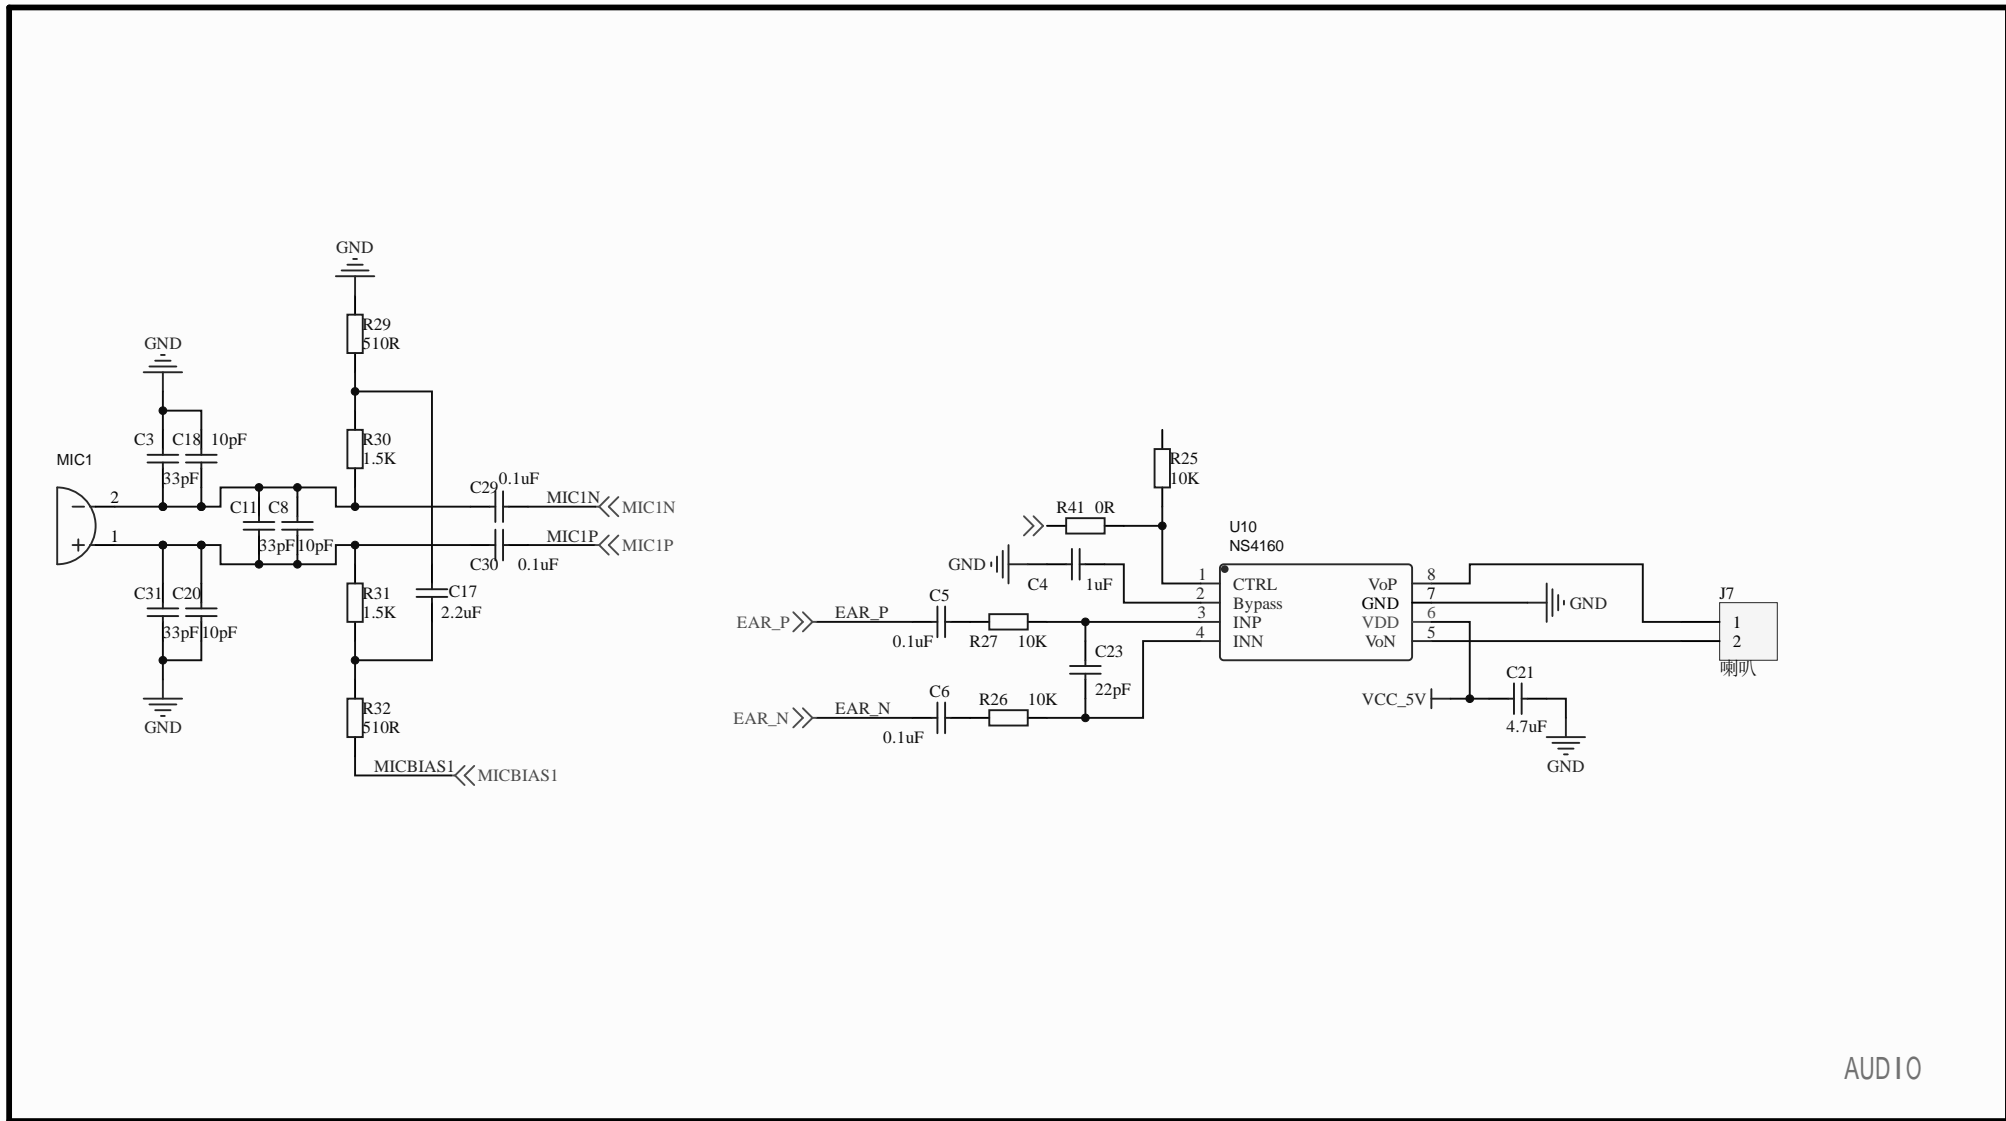 GND
R29
510R
GND
R30
1.5K
C3 C18 10pF
33pF
MIC1
2
1
C11 C8
33pF 10pF
C29 0.1uF
MIC1N MIC1N
MIC1P MIC1P
C30 0.1uF
C31 C20
33pF 10pF
GND
R31
1.5K
C17
2.2uF
R32
510R
MICBIAS1 MICBIAS1
R25
10K
R41 0R
GND
C4 1uF
U10
NS4160
1 CTRL VoP 8
2 Bypass GND 7
3 INP VDD 6
4 INN VoN 5
EAR_P EAR_P
C5
0.1uF
R27 10K
C23
22pF
EAR_N EAR_N
C6
0.1uF
R26 10K
GND
J7
1
2
喇叭
VCC_5V
C21
4.7uF
GND
AUDIO